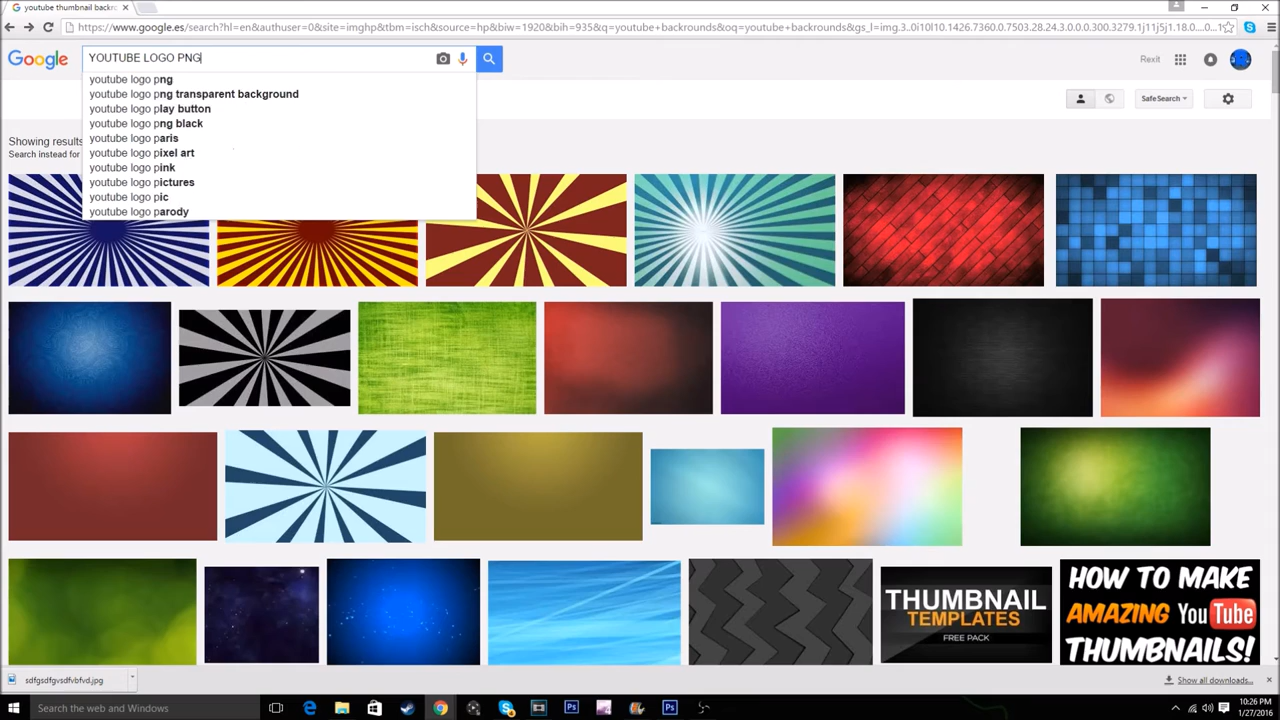 youtube thumbnail backrou
https://www.google.es/search?hl=en&authuser=0&site=imghp&tbm=isch&source=hp&biw=1920&bih=935&q=youtube+backrounds&oq=youtube+backrounds&gs_l=img.3..0i10l10.1426.7360.0.7503.28.24.3.0.0.0.300.3279.1j11j5j1.18.0....0...
Google
YOUTUBE LOGO PNG
Rexit
youtube logo png
youtube logo png transparent background
youtube logo play button
youtube logo png black
youtube logo paris
youtube logo pixel art
youtube logo pink
youtube logo pictures
youtube logo pic
youtube logo parody
SafeSearch
Showing results
Search instead for
THUMBNAIL
TEMPLATES
FREE PACK
HOW TO MAKE
AMAZING YouTube
THUMBNAILS!
sdfgsdfgvsdfvbfvd.jpg
Show all downloads...
Search the web and Windows
10:26 PM
1/27/2016